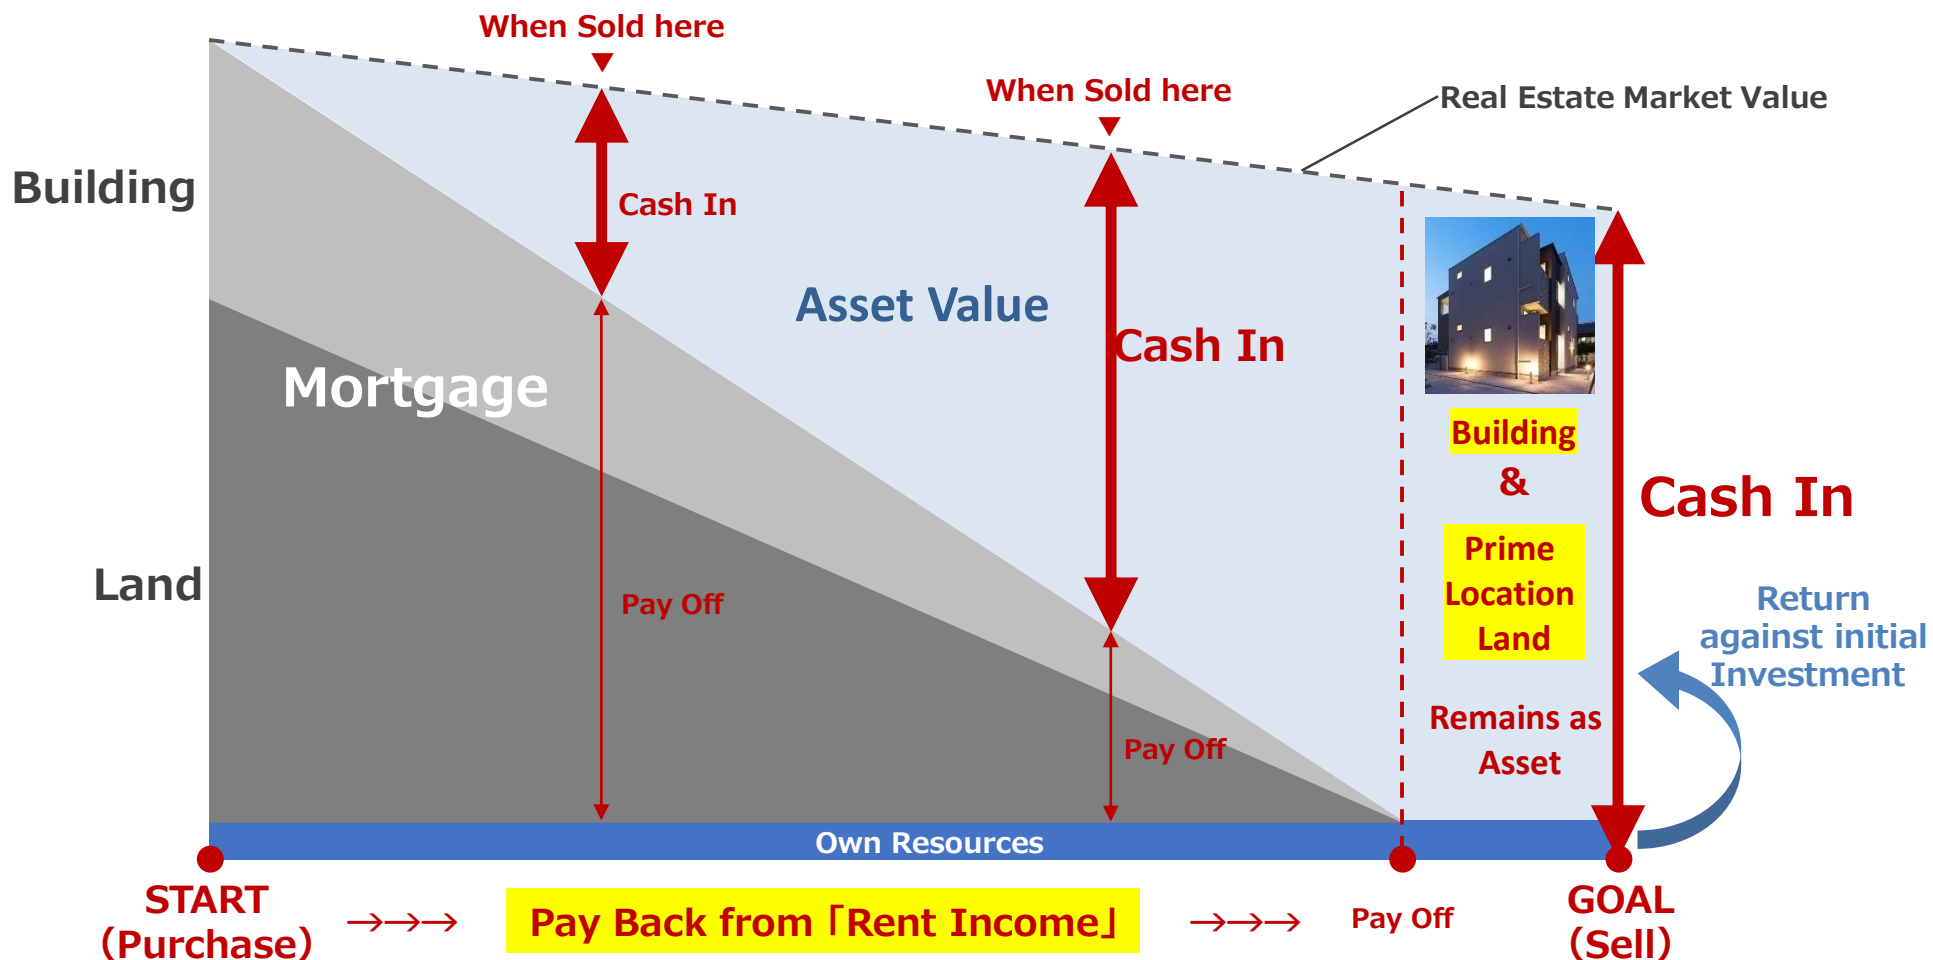 When Sold here
When Sold here
Real Estate Market Value
Building
Cash In
Asset Value
Cash In
Mortgage
Building
&
Cash In
Prime
Location
Land
Land
Pay Off
Return
against initial
Investment
Remains as
Asset
Pay Off
Own Resources
START
(Purchase)
→→→
Pay Back from「Rent Income」
→→→
Pay Off
GOAL
(Sell)